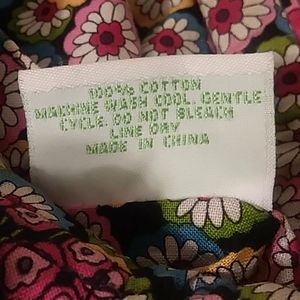 100% COTTON
MACHINE WASH COOL. GENTLE
CYCLE. DO NOT BLEACH
LINE DRY
MADE IN CHINA